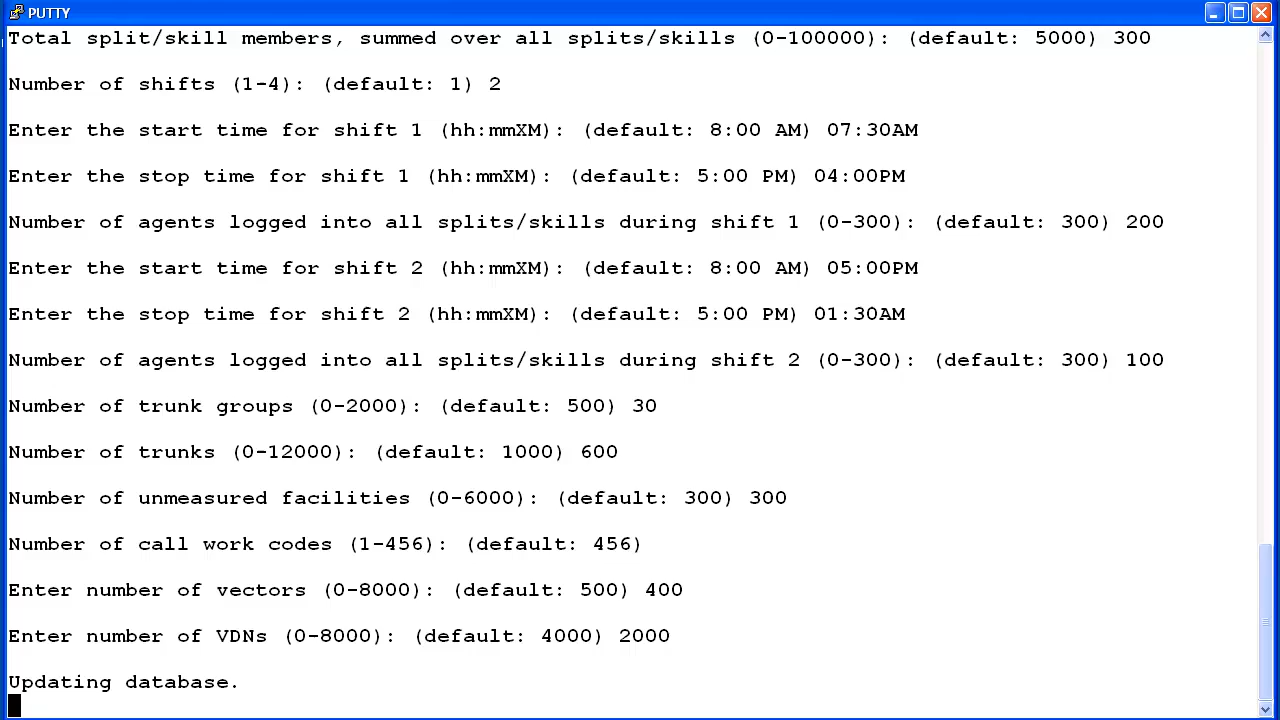 PUTTY
Total split/skill members, summed over all splits/skills (0-100000): (default: 5000) 300
Number of shifts (1-4): (default: 1) 2
Enter the start time for shift 1 (hh:mmXM): (default: 8:00 AM) 07:30AM
Enter the stop time for shift 1 (hh:mmXM): (default: 5:00 PM) 04:00PM
Number of agents logged into all splits/skills during shift 1 (0-300): (default: 300) 200
Enter the start time for shift 2 (hh:mmXM): (default: 8:00 AM) 05:00PM
Enter the stop time for shift 2 (hh:mmXM): (default: 5:00 PM) 01:30AM
Number of agents logged into all splits/skills during shift 2 (0-300): (default: 300) 100
Number of trunk groups (0-2000): (default: 500) 30
Number of trunks (0-12000): (default: 1000) 600
Number of unmeasured facilities (0-6000): (default: 300) 300
Number of call work codes (1-456): (default: 456)
Enter number of vectors (0-8000): (default: 500) 400
Enter number of VDNs (0-8000): (default: 4000) 2000
Updating database.